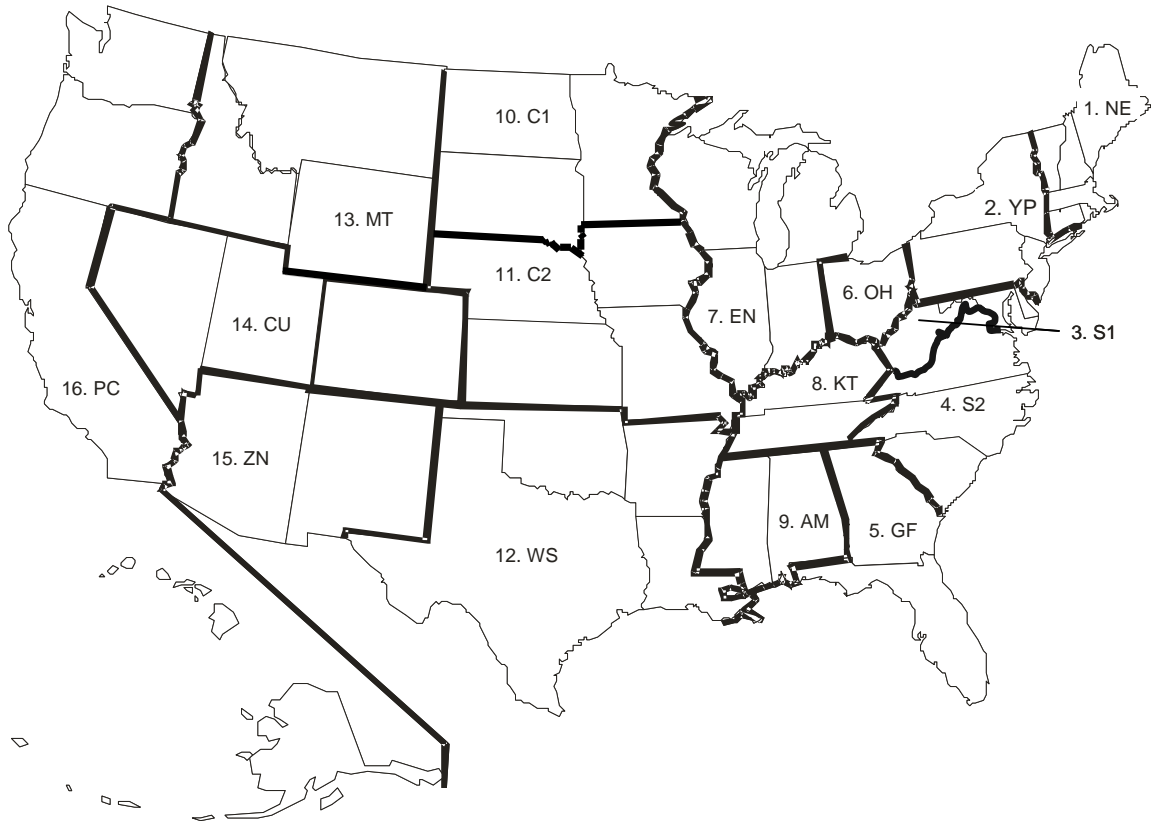 1. NE
2. YP
3. S1
4. S2
5. GF
6. OH
7. EN
8. KT
9. AM
10. C1
11. C2
12. WS
13. MT
14. CU
15. ZN
16. PC